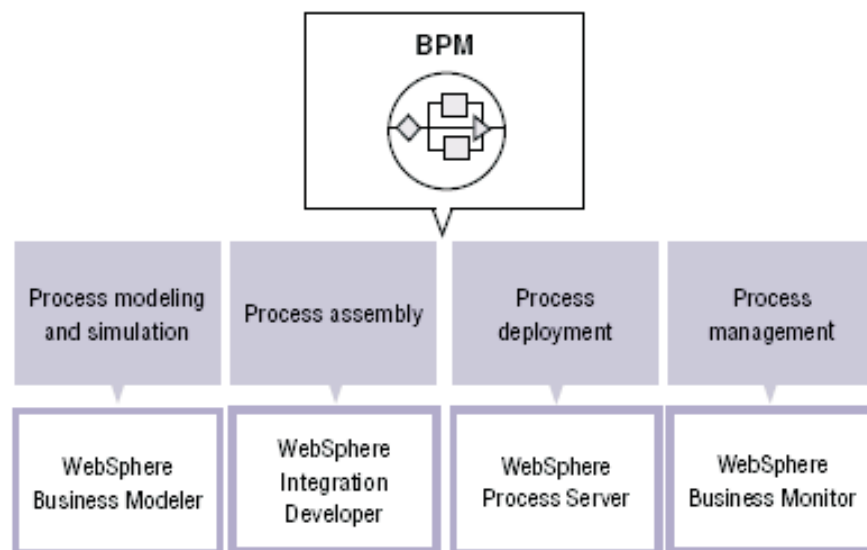 BPM
Process modeling
and simulation
Process assembly
Process
deployment
Process
management
WebSphere
Business Modeler
WebSphere
Integration
Developer
WebSphere
Process Server
WebSphere
Business Monitor